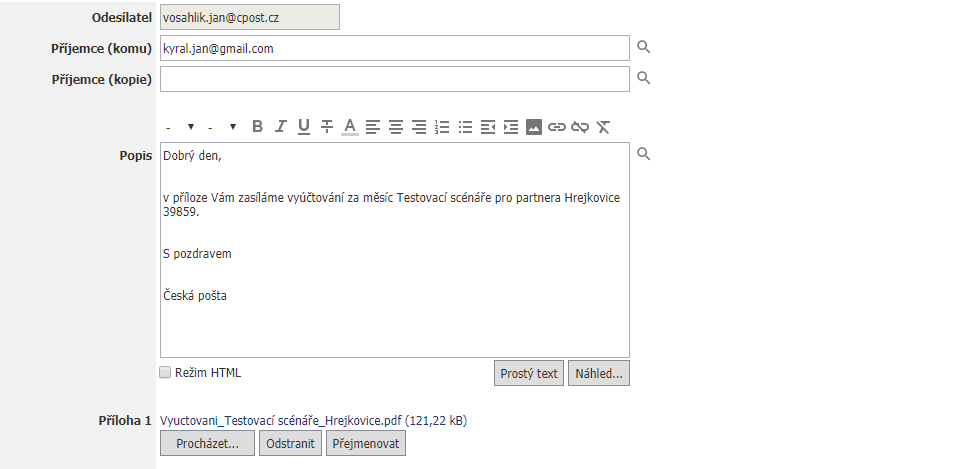 Odesílatel vosahlik.jan@cpost.cz
Příjemce (komu) kyral.jan@gmail.com
Příjemce (kopie)
- ▼ - ▼ B I U T A
Popis Dobrý den,
v příloze Vám zasíláme vyúčtování za měsíc Testovací scénáře pro partnera Hrejkovice
39859.
S pozdravem
Česká pošta
Režim HTML Prostý text Náhled...
Příloha 1 Vyuctovani_Testovací scénáře_Hrejkovice.pdf (121,22 kB)
Procházet... Odstranit Přejmenovat